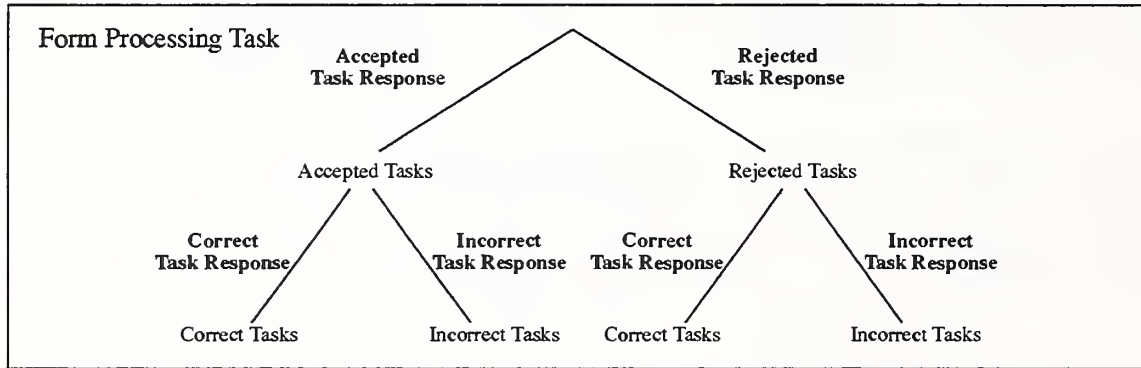 Form Processing Task
Accepted
Task Response
Rejected
Task Response
Accepted Tasks
Rejected Tasks
Correct
Task Response
Incorrect
Task Response
Correct
Task Response
Incorrect
Task Response
Correct Tasks
Incorrect Tasks
Correct Tasks
Incorrect Tasks